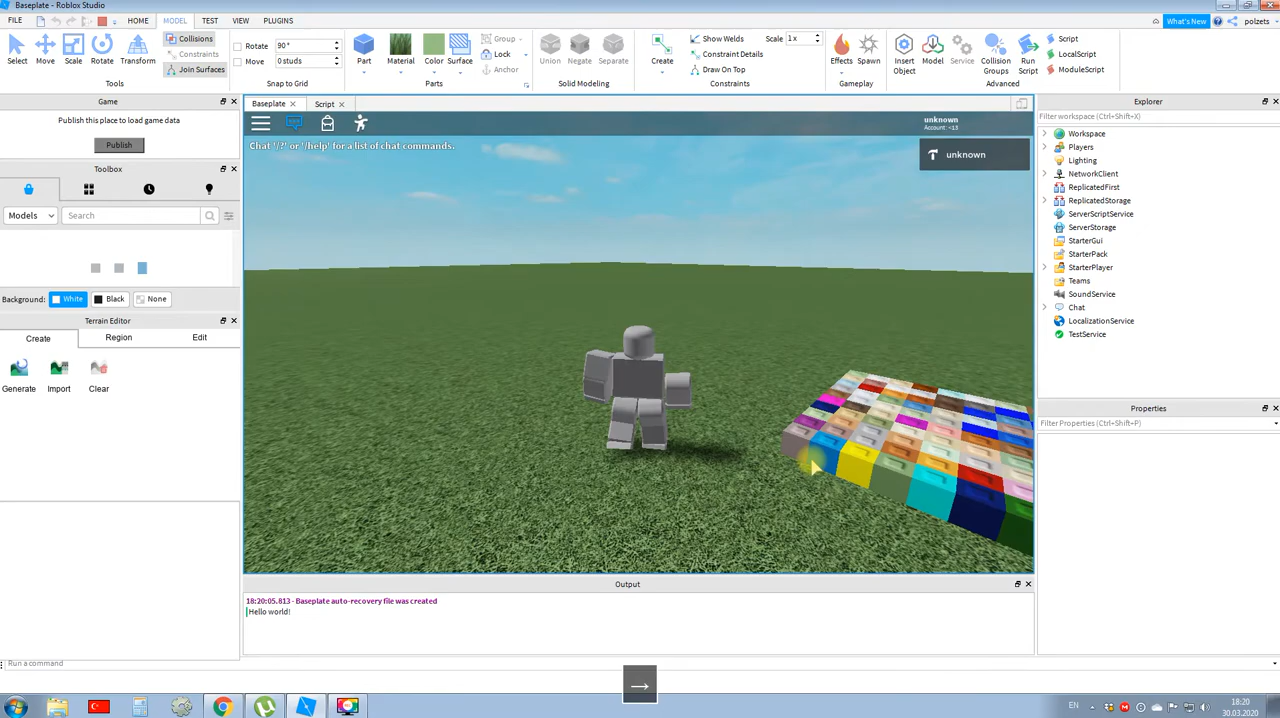 Baseplate - Roblox Studio
FILE HOME MODEL TEST VIEW PLUGINS What's New polzets
Select Move Scale Rotate Transform
Collisions
Constraints
Join Surfaces
Tools
Rotate 90°
Move 0 studs
Snap to Grid
Part Material Color Surface
Group
Lock
Anchor
Parts
Union Negate Separate
Solid Modeling
Create
Show Welds
Constraint Details
Draw On Top
Scale 1 x
Constraints
Effects Spawn
Gameplay
Insert Object
Model
Service
Collision Groups
Run Script
Script
LocalScript
ModuleScript
Advanced
Game
Publish this place to load game data
Publish
Toolbox
Models
Search
Background: White Black None
Terrain Editor
Create Region Edit
Generate Import Clear
Baseplate Script
Chat '/?' or '/help' for a list of chat commands.
unknown
Account: <13
unknown
Explorer
Filter workspace (Ctrl+Shift+X)
Workspace
Players
Lighting
NetworkClient
ReplicatedFirst
ReplicatedStorage
ServerScriptService
ServerStorage
StarterGui
StarterPack
StarterPlayer
Teams
SoundService
Chat
LocalizationService
TestService
Properties
Filter Properties (Ctrl+Shift+P)
Output
18:20:05.813 - Baseplate auto-recovery file was created
Hello world!
Run a command
→
EN
18:20
30.03.2020